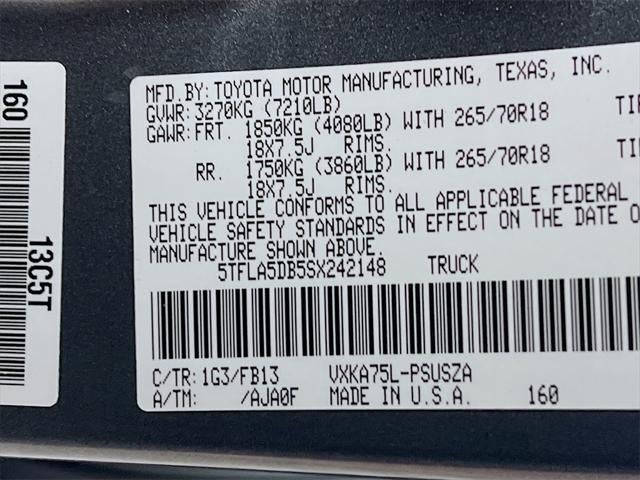 160
13C5T
MFD.BY: TOYOTA MOTOR MANUFACTURING, TEXAS, INC.
GVWR: 3270KG (7210LB)
GAWR: FRT. 1850KG (4080LB) WITH 265/70R18
18X7.5J RIMS.
RR. 1750KG (3860LB) WITH 265/70R18
18X7.5J RIMS.
THIS VEHICLE CONFORMS TO ALL APPLICABLE FEDERAL
VEHICLE SAFETY STANDARDS IN EFFECT ON THE DATE
MANUFACTURE SHOWN ABOVE.
5TFLA5DB5SX242148 TRUCK
C/TR: 1G3/FB13 VXKA75L-PSUSZA
A/TM: /AJA0F MADE IN U.S.A. 160